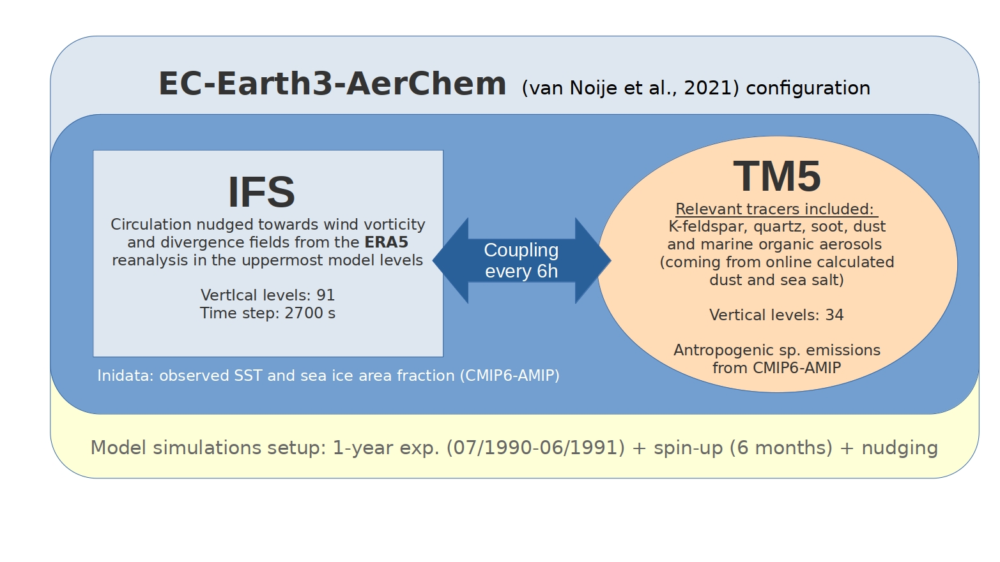 EC-Earth3-AerChem (van Noije et al., 2021) configuration
IFS
Circulation nudged towards wind vorticity
and divergence fields from the ERA5
reanalysis in the uppermost model levels
VertIcal levels: 91
Time step: 2700 s
Coupling
every 6h
TM5
Relevant tracers included:
K-feldspar, quartz, soot, dust
and marine organic aerosols
(coming from online calculated
dust and sea salt)
Vertical levels: 34
Antropogenic sp. emissions
from CMIP6-AMIP
Inidata: observed SST and sea ice area fraction (CMIP6-AMIP)
Model simulations setup: 1-year exp. (07/1990-06/1991) + spin-up (6 months) + nudging